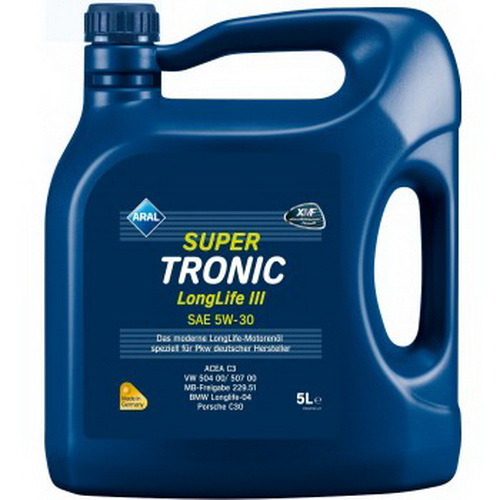 ARAL
XMF
SUPER
TRONIC
LongLife III
SAE 5W-30
Das moderne LongLife-Motorenöl
speziell für Pkw deutscher Hersteller
ACEA C3
VW 504 00/ 507 00
MB-Freigabe 229.51
BMW Longlife-04
Porsche C30
Made in
Germany
5L℮